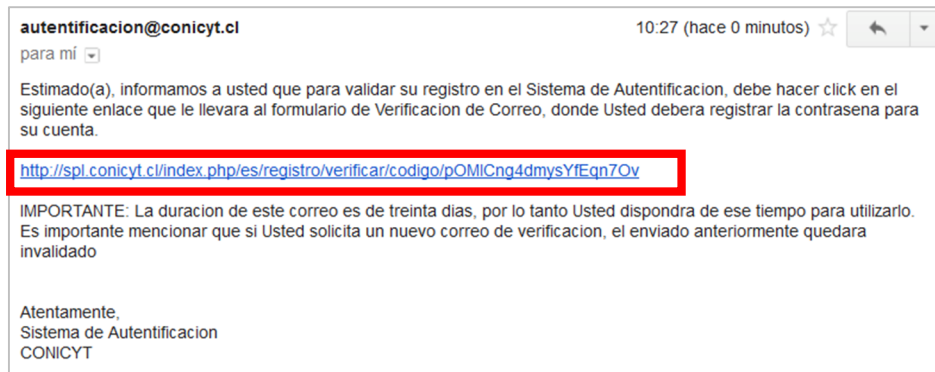 autentificacion@conicyt.cl 10:27 (hace 0 minutos)
para mí
Estimado(a), informamos a usted que para validar su registro en el Sistema de Autentificacion, debe hacer click en el
siguiente enlace que le llevara al formulario de Verificacion de Correo, donde Usted debera registrar la contrasena para
su cuenta.
http://spl.conicyt.cl/index.php/es/registro/verificar/codigo/pOMlCng4dmysYfEqn7Ov
IMPORTANTE: La duracion de este correo es de treinta dias, por lo tanto Usted dispondra de ese tiempo para utilizarlo.
Es importante mencionar que si Usted solicita un nuevo correo de verificacion, el enviado anteriormente quedara
invalidado
Atentamente,
Sistema de Autentificacion
CONICYT